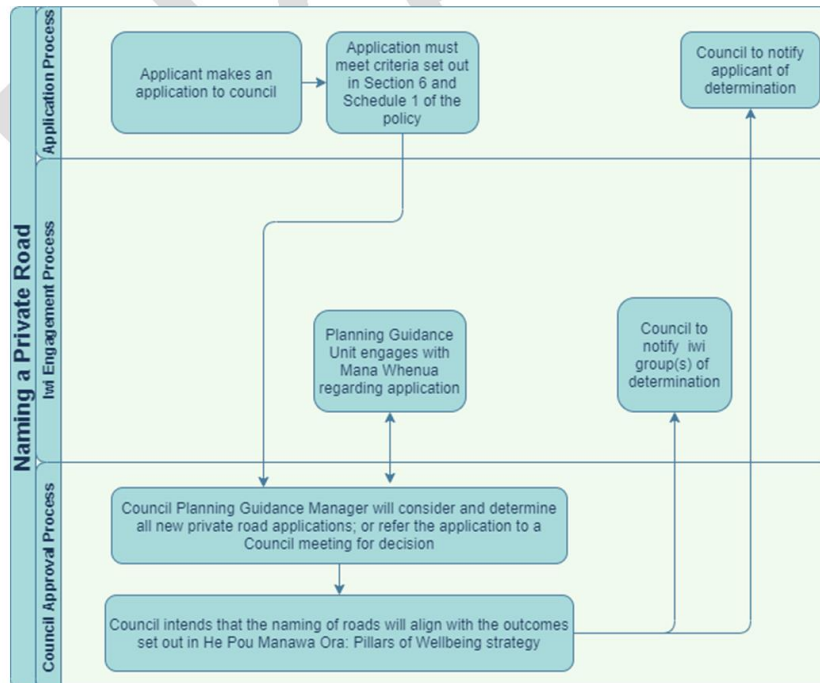 Naming a Private Road
Application Process
Applicant makes an
application to council
Application must
meet criteria set out
in Section 6 and
Schedule 1 of the
policy
Council to notify
applicant of
determination
Iwi Engagement Process
Planning Guidance
Unit engages with
Mana Whenua
regarding application
Council to
notify iwi
group(s) of
determination
Council Approval Process
Council Planning Guidance Manager will consider and determine
all new private road applications; or refer the application to a
Council meeting for decision
Council intends that the naming of roads will align with the outcomes
set out in He Pou Manawa Ora: Pillars of Wellbeing strategy